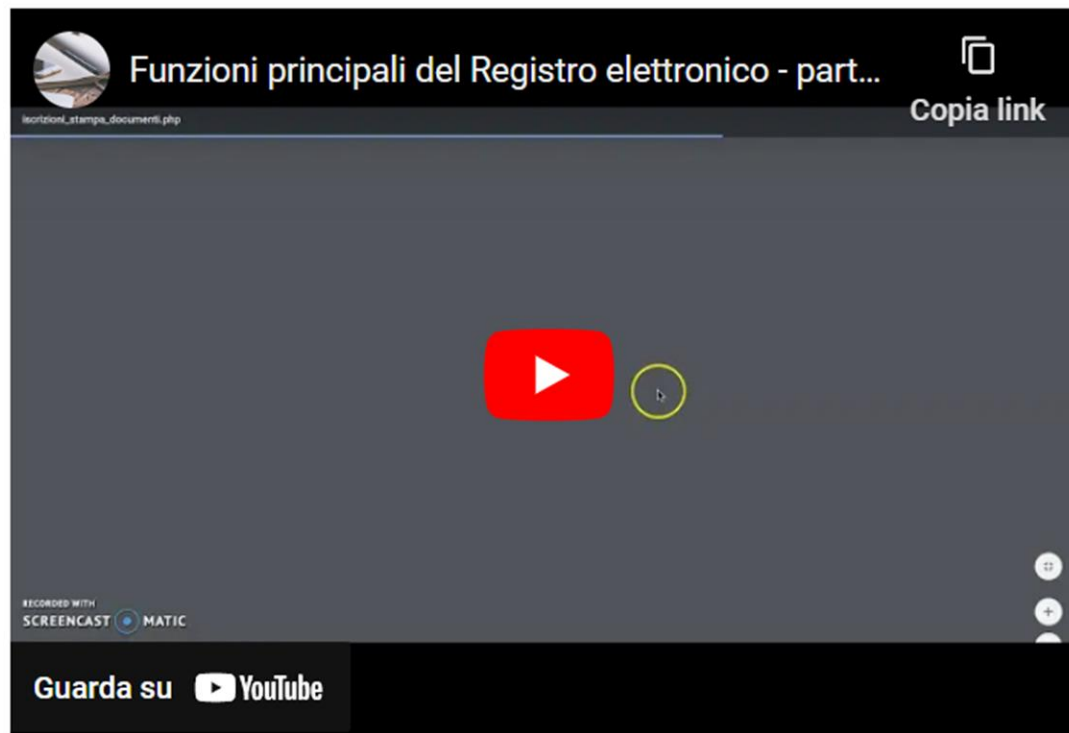 Funzioni principali del Registro elettronico - part...
Copia link
iscrizioni_stampa_documenti.php
RECORDED WITH
SCREENCAST MATIC
Guarda su YouTube